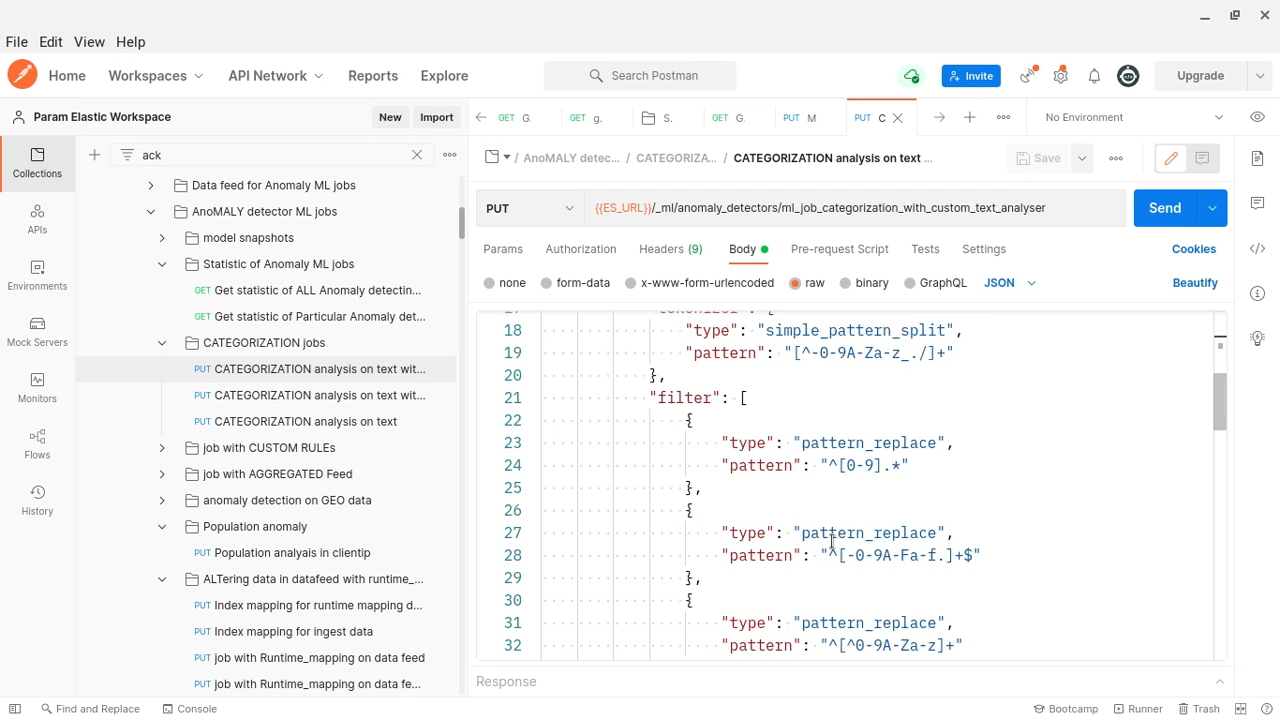 File Edit View Help
Home Workspaces API Network Reports Explore Search Postman Invite Upgrade
Param Elastic Workspace New Import GET G. GET g. S. GET G. PUT M PUT C No Environment
Collections
APIs
Environments
Mock Servers
Monitors
Flows
History
ack
Data feed for Anomaly ML jobs
AnoMALY detector ML jobs
model snapshots
Statistic of Anomaly ML jobs
GET Get statistic of ALL Anomaly detectin...
GET Get statistic of Particular Anomaly det...
CATEGORIZATION jobs
PUT CATEGORIZATION analysis on text wit...
PUT CATEGORIZATION analysis on text wit...
PUT CATEGORIZATION analysis on text
job with CUSTOM RULEs
job with AGGREGATED Feed
anomaly detection on GEO data
Population anomaly
PUT Population analysis in clientip
ALTering data in datafeed with runtime_...
PUT Index mapping for runtime mapping d...
PUT Index mapping for ingest data
PUT job with Runtime_mapping on data feed
PUT job with Runtime_mapping on data fe...
/ AnoMALY detec... / CATEGORIZA... / CATEGORIZATION analysis on text ... Save
PUT {{ES_URL}}/_ml/anomaly_detectors/ml_job_categorization_with_custom_text_analyser Send
Params Authorization Headers (9) Body Pre-request Script Tests Settings Cookies
none form-data x-www-form-urlencoded raw binary GraphQL JSON Beautify
17 "tokenizer": {
18 "type": "simple_pattern_split",
19 "pattern": "[^-0-9A-Za-z_./]+"
20 },
21 "filter": [
22 {
23 "type": "pattern_replace",
24 "pattern": "^[0-9].*"
25 },
26 {
27 "type": "pattern_replace",
28 "pattern": "^[-0-9A-Fa-f.]+$"
29 },
30 {
31 "type": "pattern_replace",
32 "pattern": "^[^0-9A-Za-z]+"
Response
Find and Replace Console Bootcamp Runner Trash